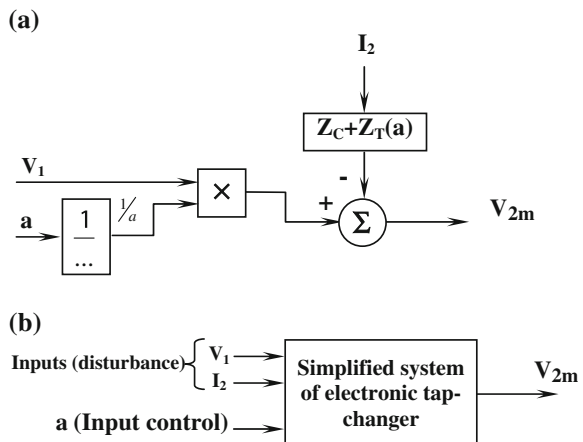 (a)
I2
ZC+ZT(a)
V1
-
×
1/a
+
a
1
...
Σ
V2m
(b)
Inputs (disturbance)
V1
I2
a (Input control)
Simplified system
of electronic tap-
changer
V2m